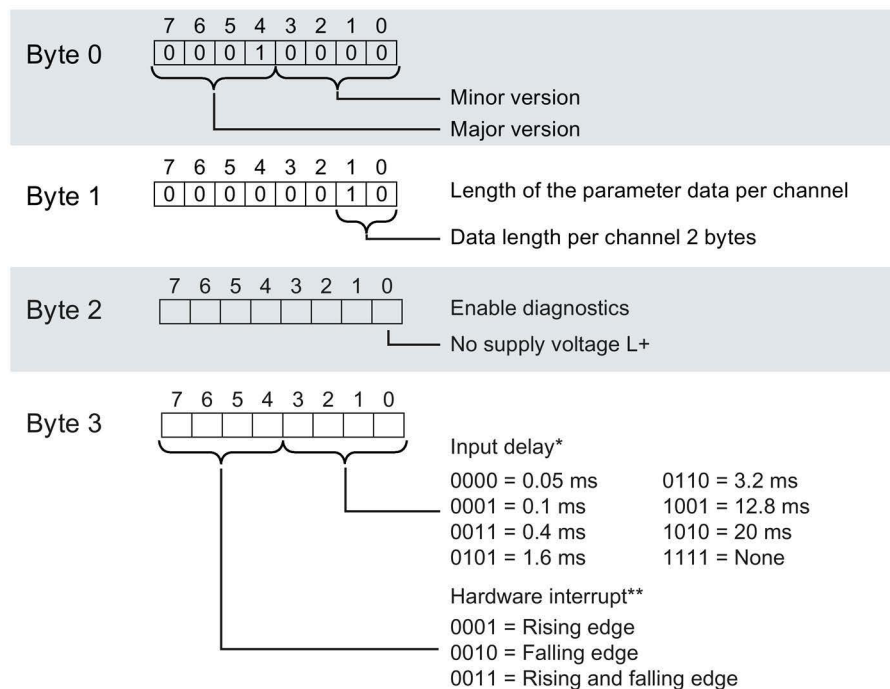 7 6 5 4 3 2 1 0
Byte 0 0 0 0 1 0 0 0 0
Minor version
Major version
7 6 5 4 3 2 1 0
Byte 1 0 0 0 0 0 0 1 0 Length of the parameter data per channel
Data length per channel 2 bytes
7 6 5 4 3 2 1 0
Byte 2 Enable diagnostics
No supply voltage L+
7 6 5 4 3 2 1 0
Byte 3
Input delay*
0000 = 0.05 ms 0110 = 3.2 ms
0001 = 0.1 ms 1001 = 12.8 ms
0011 = 0.4 ms 1010 = 20 ms
0101 = 1.6 ms 1111 = None
Hardware interrupt**
0001 = Rising edge
0010 = Falling edge
0011 = Rising and falling edge